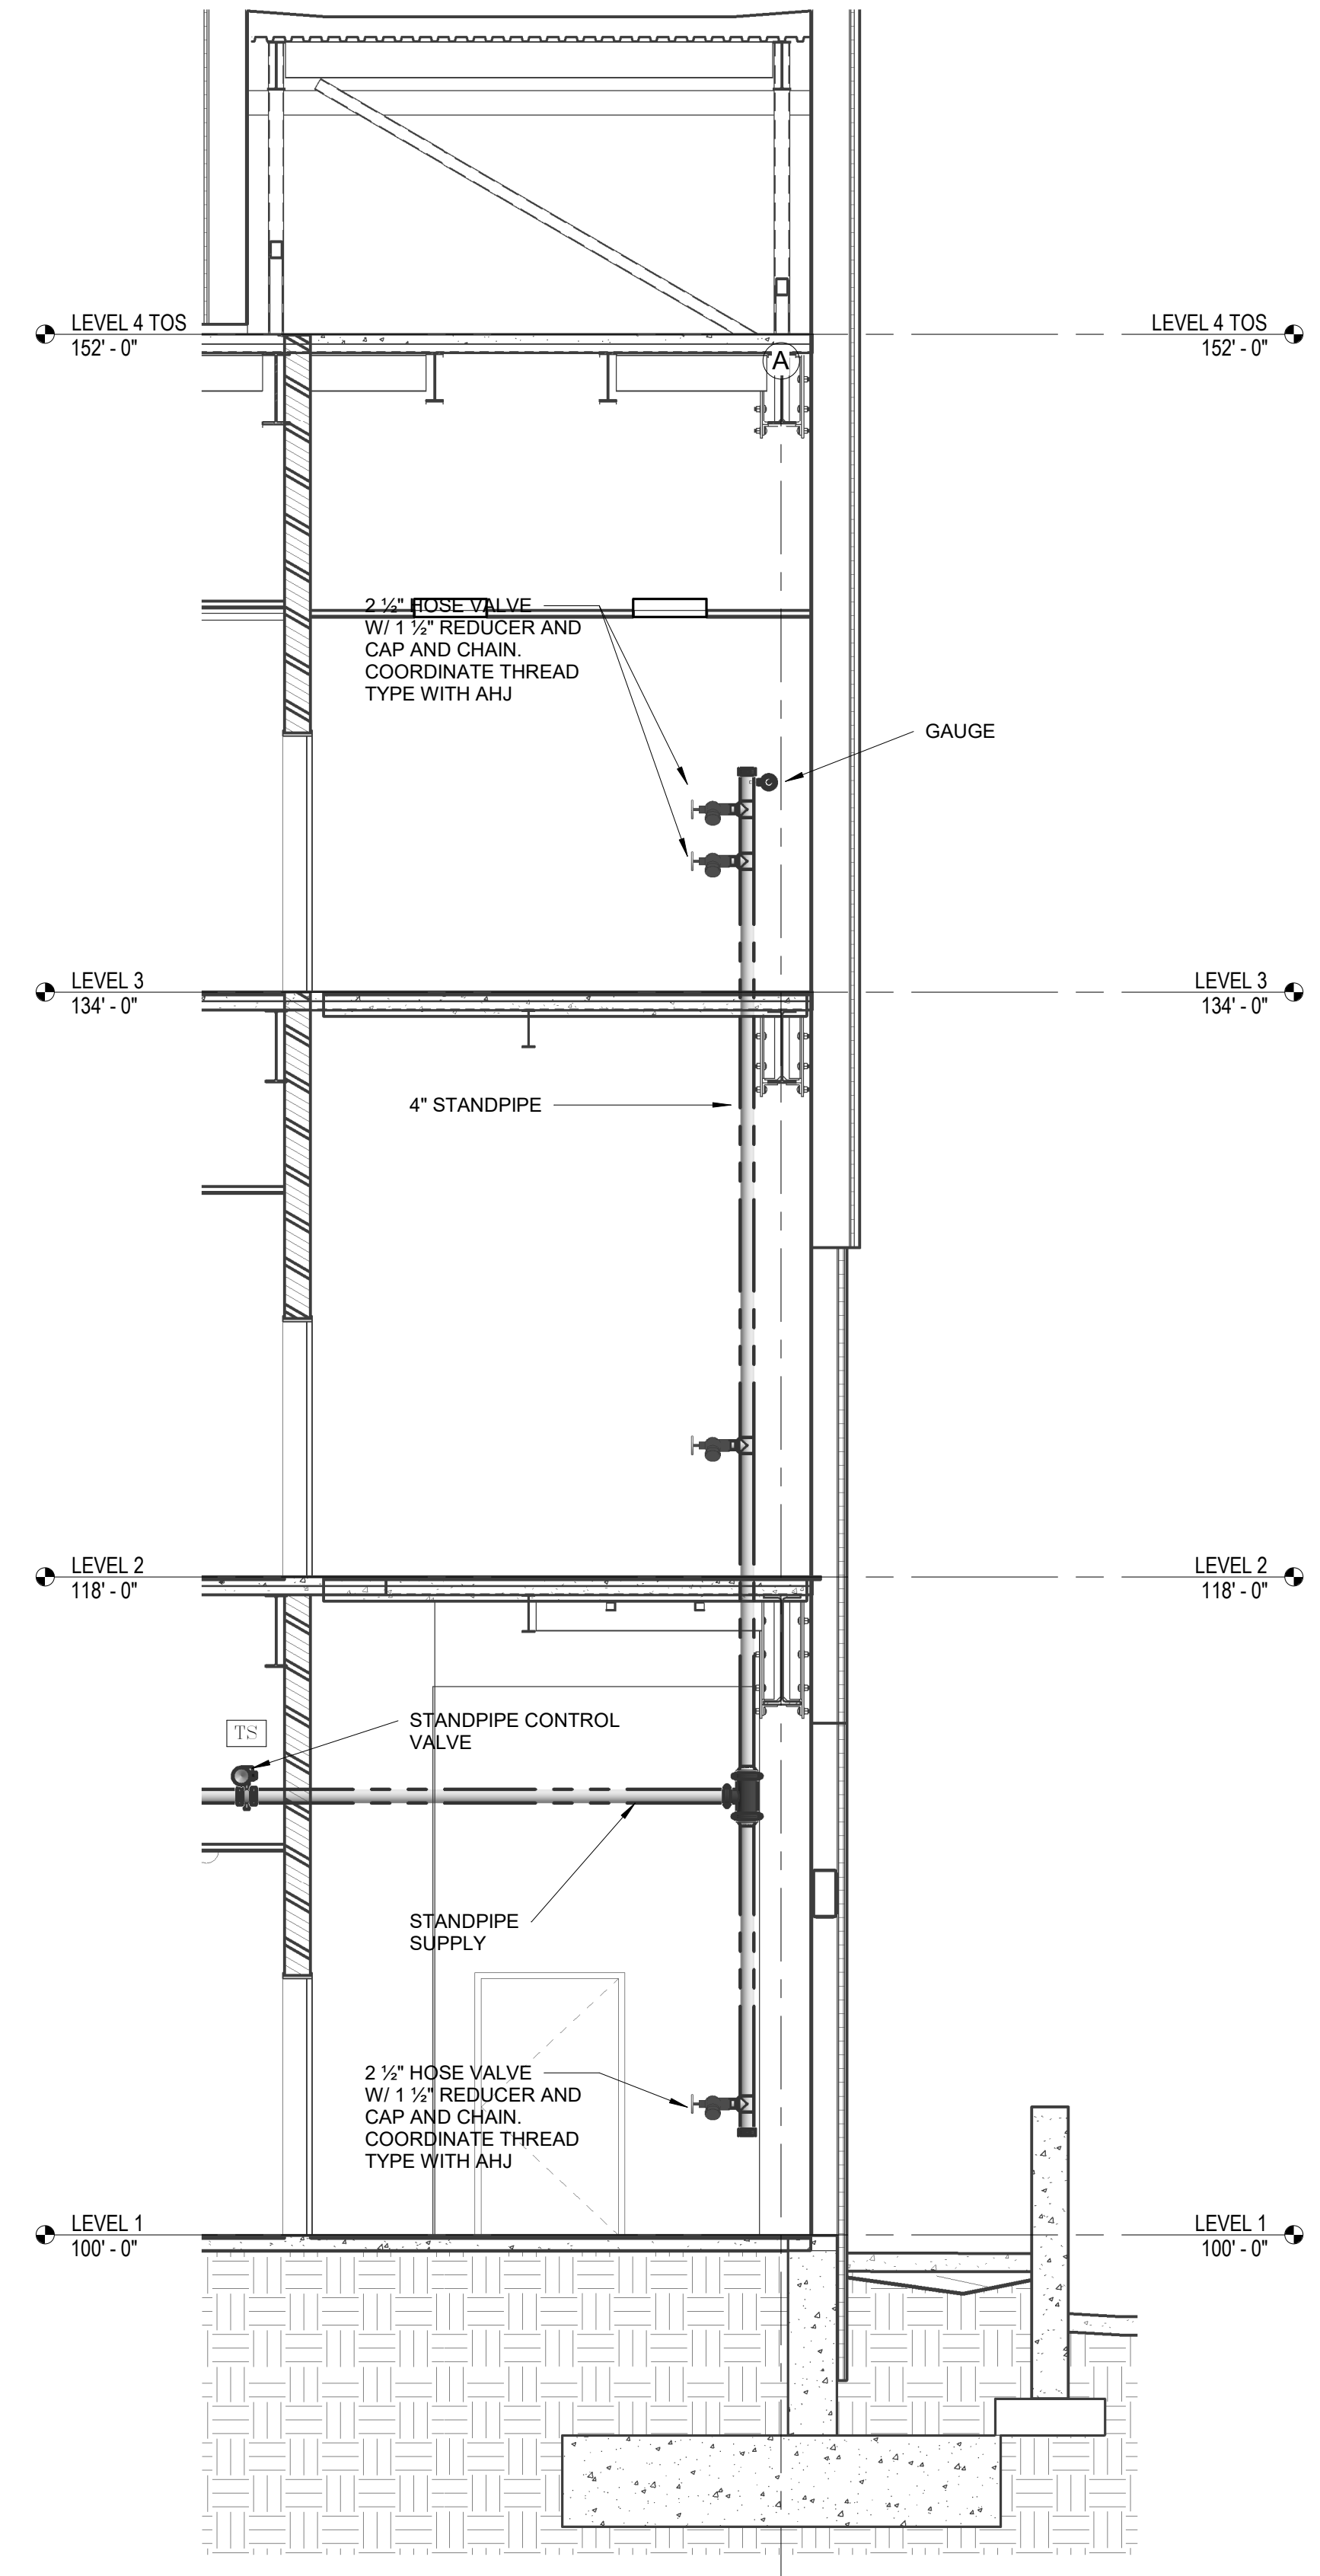 LEVEL 4 TOS
152' - 0"
LEVEL 4 TOS
152' - 0"
A
2 ½" HOSE VALVE
W/ 1 ½" REDUCER AND
CAP AND CHAIN.
COORDINATE THREAD
TYPE WITH AHJ
GAUGE
LEVEL 3
134' - 0"
LEVEL 3
134' - 0"
4" STANDPIPE
LEVEL 2
118' - 0"
LEVEL 2
118' - 0"
TS
STANDPIPE CONTROL
VALVE
STANDPIPE
SUPPLY
2 ½" HOSE VALVE
W/ 1 ½" REDUCER AND
CAP AND CHAIN.
COORDINATE THREAD
TYPE WITH AHJ
LEVEL 1
100' - 0"
LEVEL 1
100' - 0"